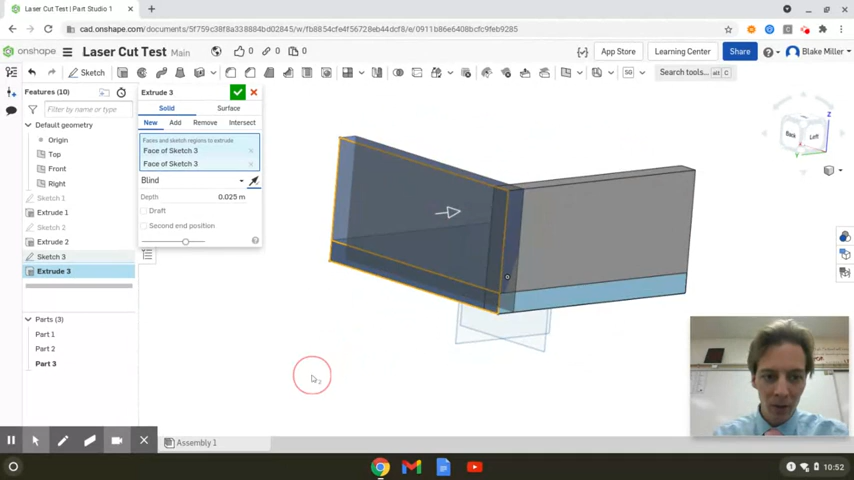 Laser Cut Test | Part Studio 1
cad.onshape.com/documents/5f759c38f3a338884bd02845/w/fb8854cfe4f56728eb44dcf8/e/0911b86e6408bcfc9feb9285
onshape
Laser Cut Test Main
0
0
0
App Store
Learning Center
Share
Blake Miller
Sketch
SD
Search tools...
alt
C
Features (10)
Filter by name or type
Default geometry
Origin
Top
Front
Right
Sketch 1
Extrude 1
Sketch 2
Extrude 2
Sketch 3
Extrude 3
Parts (3)
Part 1
Part 2
Part 3
Extrude 3
Solid
Surface
New
Add
Remove
Intersect
Faces and sketch regions to extrude
Face of Sketch 3
Face of Sketch 3
Blind
Depth
0.025 m
Draft
Second end position
Z
Back
Left
Y
Assembly 1
10:52